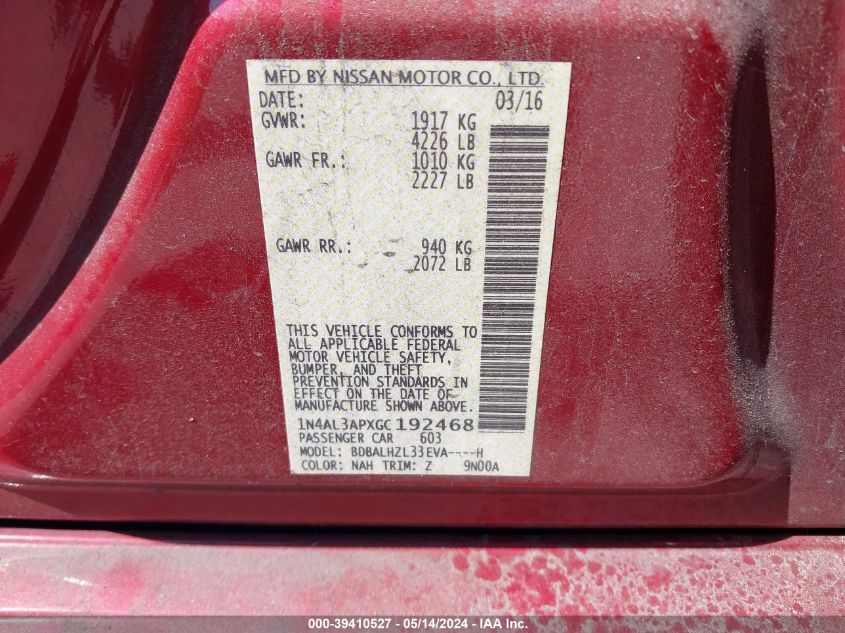 MFD BY NISSAN MOTOR CO., LTD.
DATE: 03/16
GVWR: 1917 KG
4226 LB
GAWR FR.: 1010 KG
2227 LB
GAWR RR.: 940 KG
2072 LB
THIS VEHICLE CONFORMS TO
ALL APPLICABLE FEDERAL
MOTOR VEHICLE SAFETY,
BUMPER, AND THEFT
PREVENTION STANDARDS IN
EFFECT ON THE DATE OF
MANUFACTURE SHOWN ABOVE.
1N4AL3APXGC192468
PASSENGER CAR 603
MODEL: BDBALHZL33EVA----H
COLOR: NAH TRIM: Z 9N00A
000-39410527 - 05/14/2024 - IAA Inc.